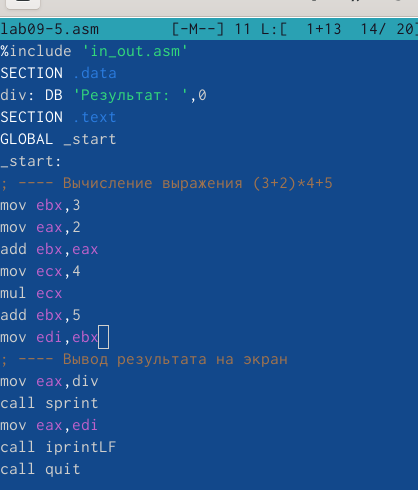 lab09-5.asm [-M--] 11 L:[ 1+13 14/ 20]
%include 'in_out.asm'
SECTION .data
div: DB 'Результат: ',0
SECTION .text
GLOBAL _start
_start:
; ---- Вычисление выражения (3+2)*4+5
mov ebx,3
mov eax,2
add ebx,eax
mov ecx,4
mul ecx
add ebx,5
mov edi,ebx
; ---- Вывод результата на экран
mov eax,div
call sprint
mov eax,edi
call iprintLF
call quit